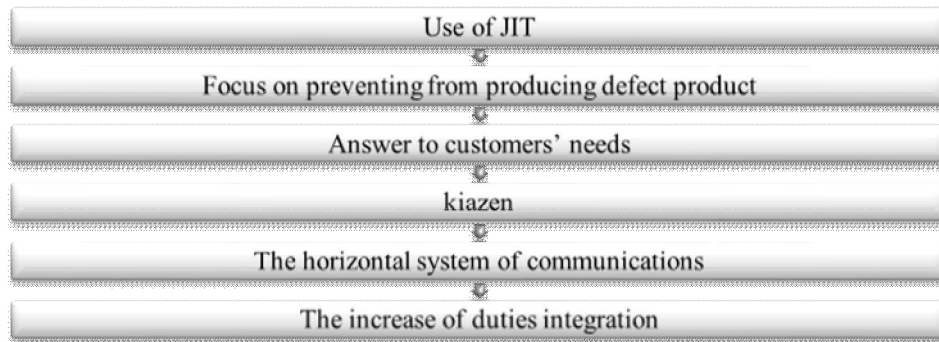 Use of JIT
Focus on preventing from producing defect product
Answer to customers’ needs
kiazen
The horizontal system of communications
The increase of duties integration